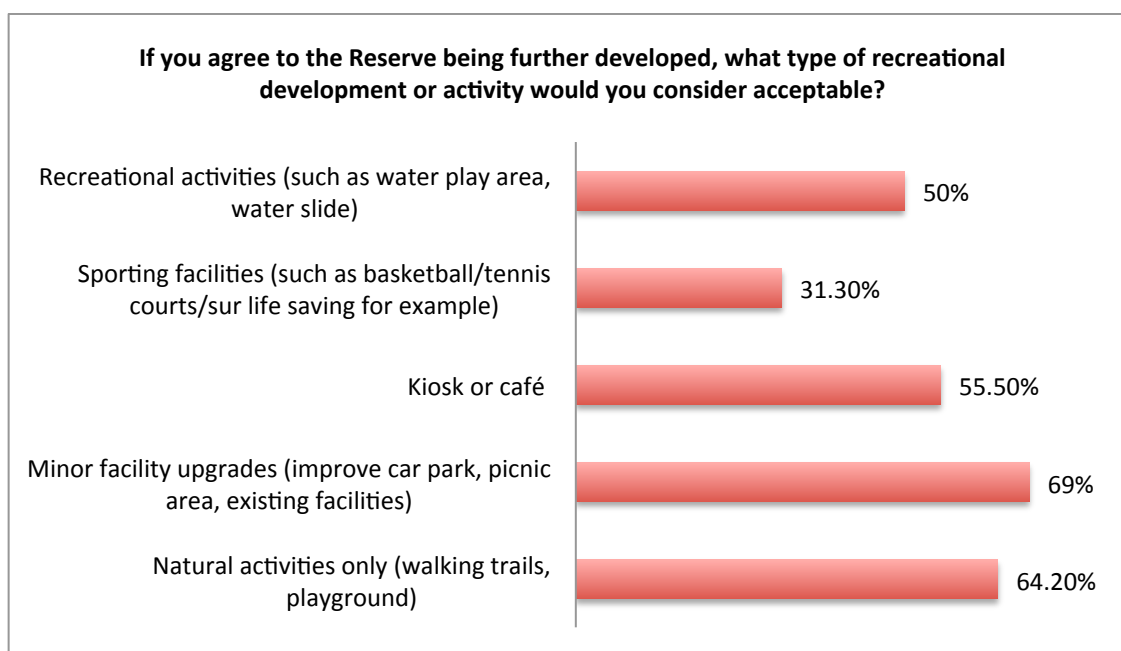 If you agree to the Reserve being further developed, what type of recreational
development or activity would you consider acceptable?
Recreational activities (such as water play area,
water slide)
50%
Sporting facilities (such as basketball/tennis
courts/sur life saving for example)
31.30%
Kiosk or café
55.50%
Minor facility upgrades (improve car park, picnic
area, existing facilities)
69%
Natural activities only (walking trails,
playground)
64.20%